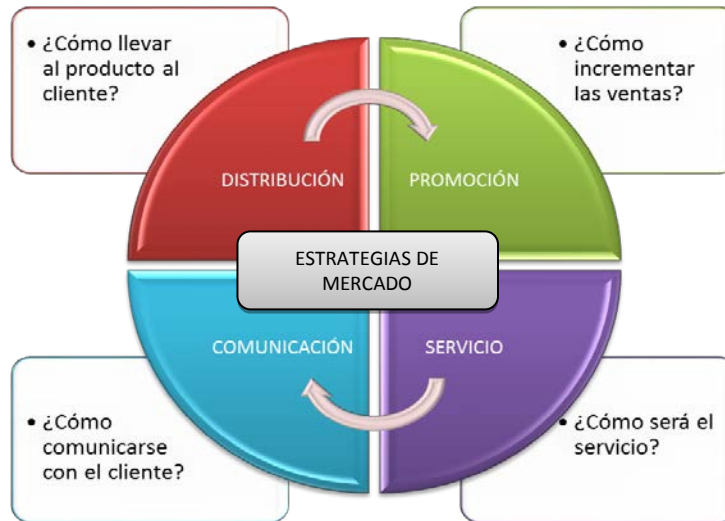 • ¿Cómo llevar
al producto al
cliente?
• ¿Cómo
incrementar
las ventas?
DISTRIBUCIÓN
PROMOCIÓN
ESTRATEGIAS DE
MERCADO
COMUNICACIÓN
SERVICIO
• ¿Cómo
comunicarse
con el cliente?
• ¿Cómo será el
servicio?